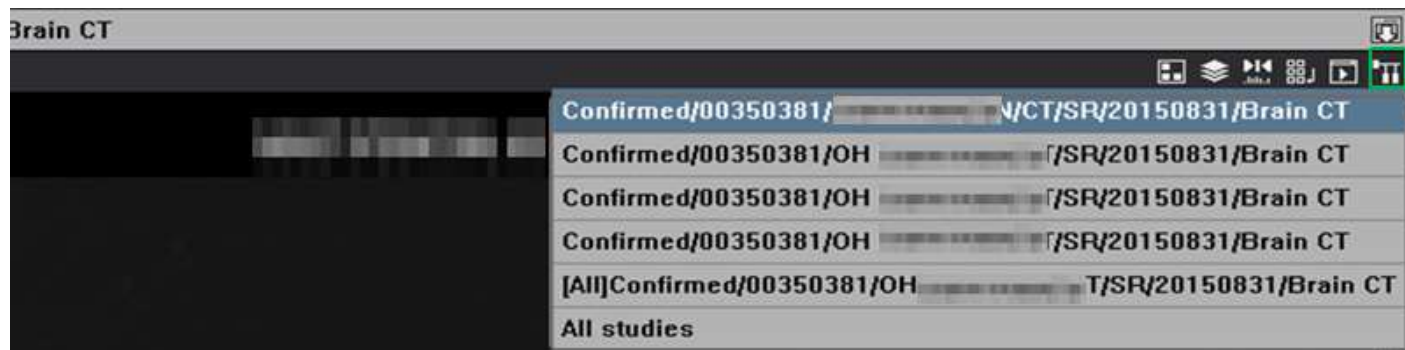 Brain CT
Confirmed/00350381/ N/CT/SR/20150831/Brain CT
Confirmed/00350381/OH T/SR/20150831/Brain CT
Confirmed/00350381/OH T/SR/20150831/Brain CT
Confirmed/00350381/OH T/SR/20150831/Brain CT
[All]Confirmed/00350381/OH T/SR/20150831/Brain CT
All studies